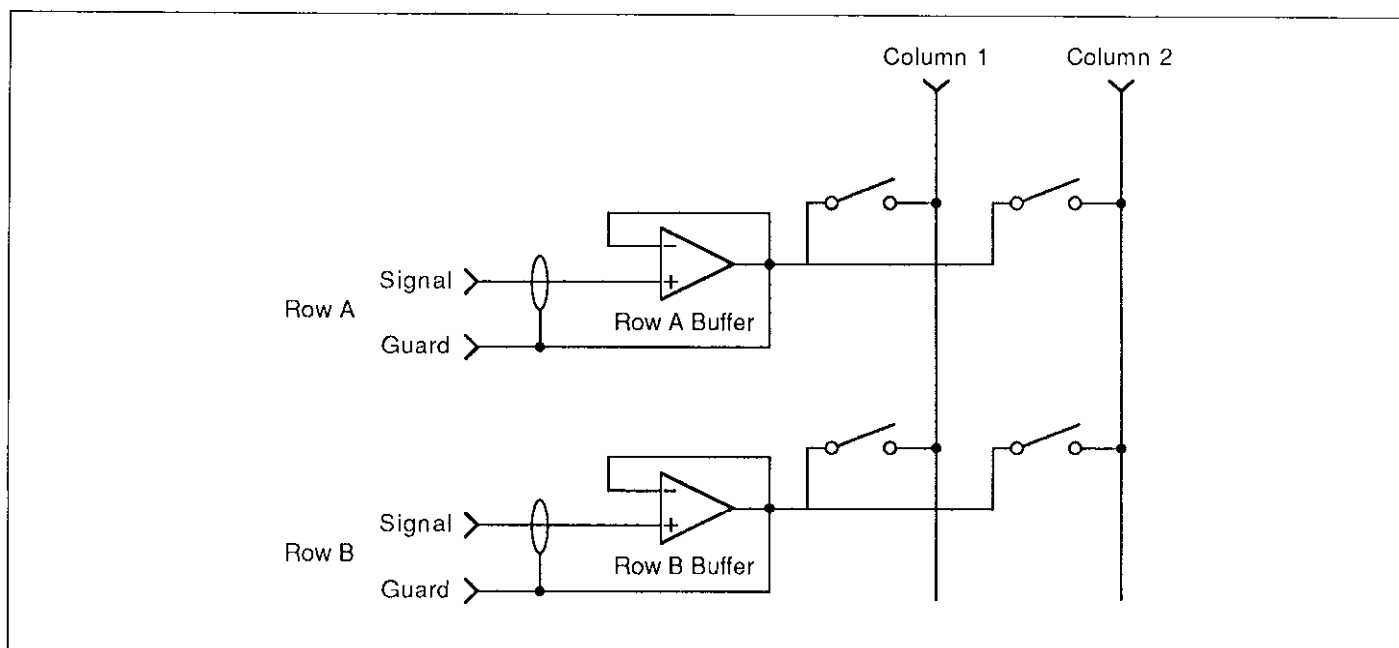 Column 1 Column 2
Signal
Row A
Row A Buffer
Guard
Signal
Row B
Row B Buffer
Guard